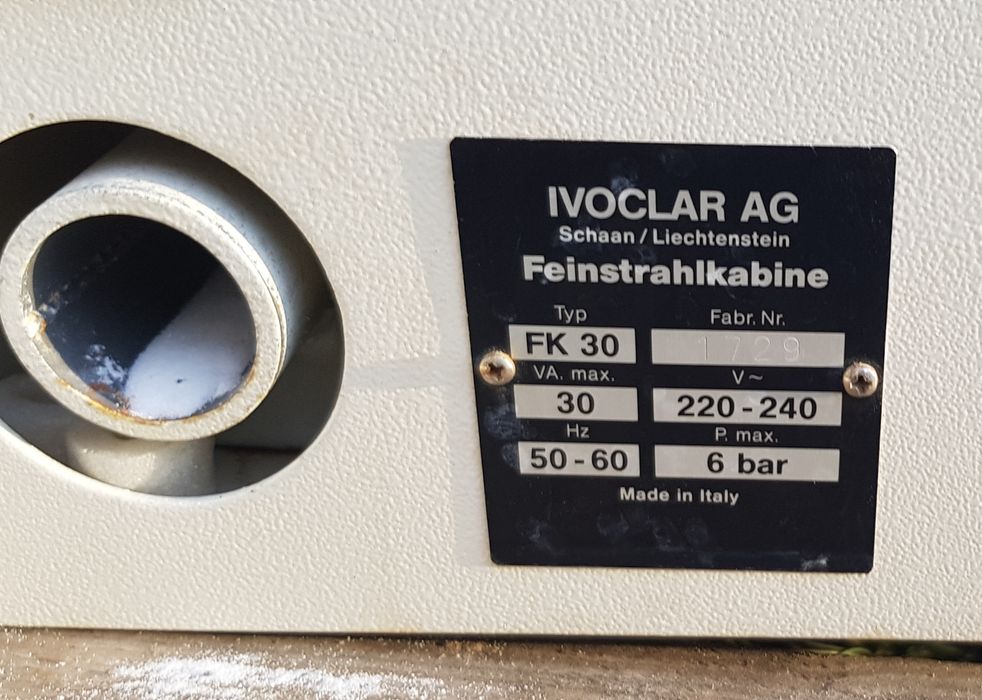 IVOCLAR AG
Schaan / Liechtenstein
Feinstrahlkabine
Typ Fabr. Nr.
FK 30 1729
VA. max. V~
30 220 - 240
Hz P. max.
50 - 60 6 bar
Made in Italy